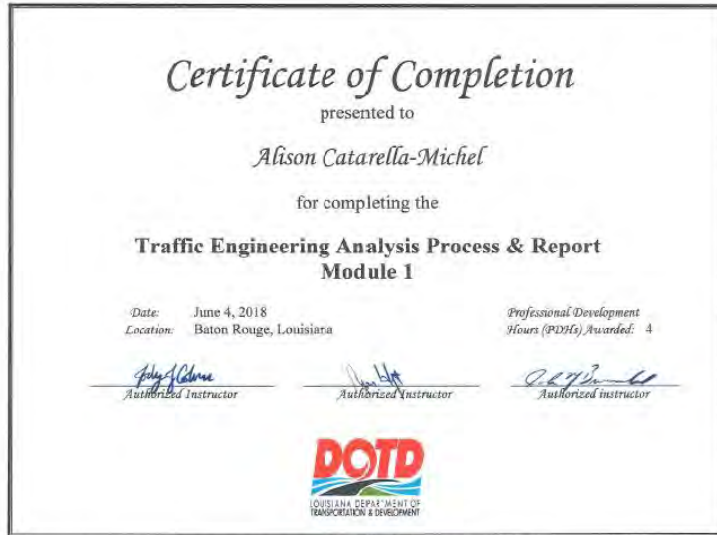 Certificate of Completion
presented to
Alison Catarella-Michel
for completing the
Traffic Engineering Analysis Process & Report
Module 1
Date: June 4, 2018
Location: Baton Rouge, Louisiana
Professional Development
Hours (PDHs) Awarded: 4
Authorized Instructor
Authorized Instructor
Authorized instructor
DOTD
LOUISIANA DEPARTMENT OF
TRANSPORTATION & DEVELOPMENT